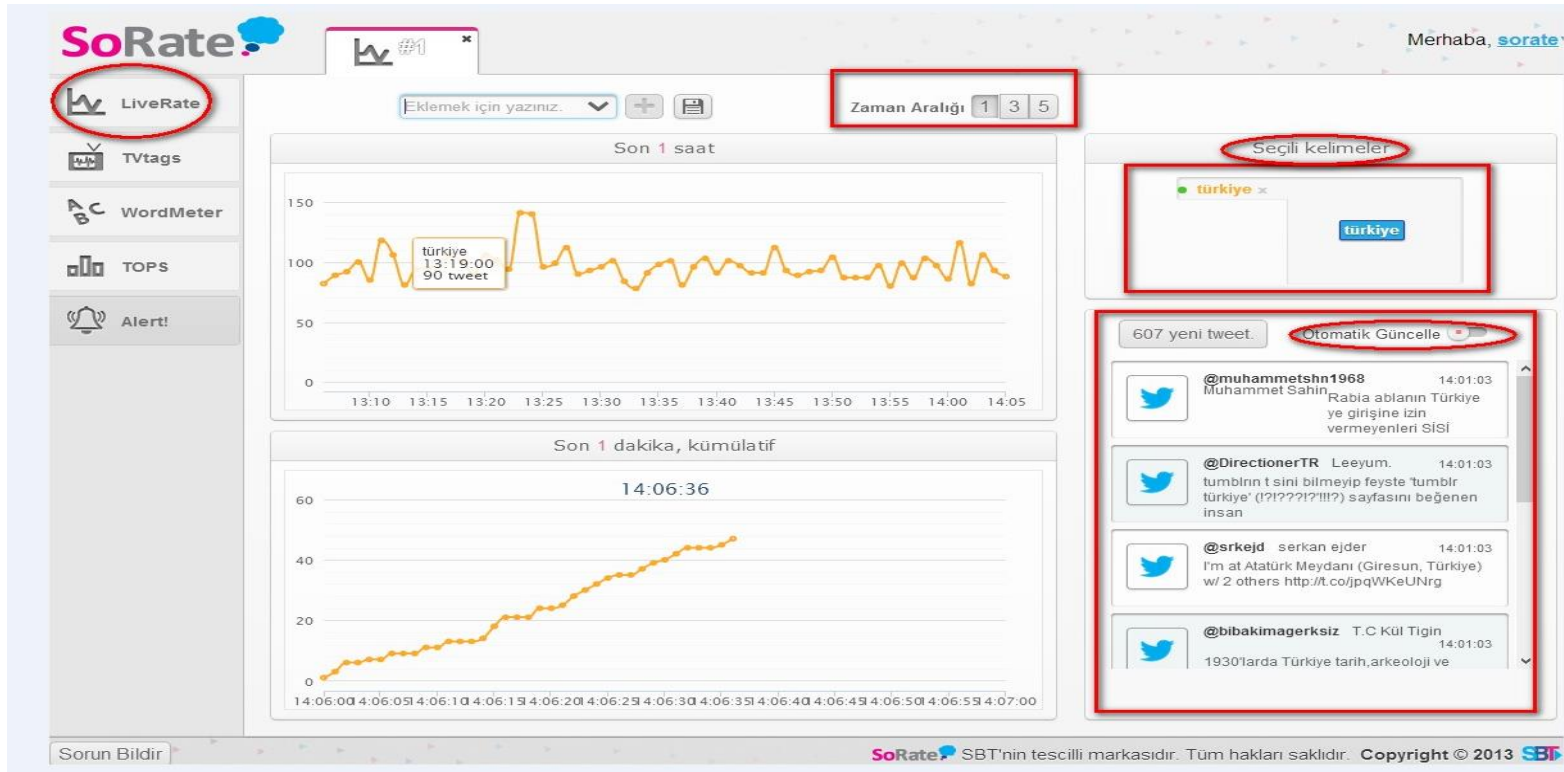 SoRate
#1
×
Merhaba, sorate
LiveRate
TVtags
WordMeter
TOPS
Alert!
Eklemek için yazınız.
Zaman Aralığı 1 3 5
Son 1 saat
150
100
50
0
türkiye
13:19:00
90 tweet
13:10 13:15 13:20 13:25 13:30 13:35 13:40 13:45 13:50 13:55 14:00 14:05
Son 1 dakika, kümülatif
14:06:36
60
40
20
0
14:06:00 14:06:05 14:06:10 14:06:15 14:06:20 14:06:25 14:06:30 14:06:35 14:06:40 14:06:45 14:06:50 14:06:55 14:07:00
Seçili kelimeler
türkiye ×
türkiye
607 yeni tweet.
Otomatik Güncelle
@muhammetshn1968 14:01:03
Muhammet Sahin
Rabia ablanın Türkiye
ye girişine izin
vermeyenleri SİSİ
@DirectionerTR Leeyum. 14:01:03
tumblrın t sini bilmeyip feyste 'tumblr
türkiye' (!?!???!?'!!!?) sayfasını beğenen
insan
@srkejd serkan ejder 14:01:03
I'm at Atatürk Meydanı (Giresun, Türkiye)
w/ 2 others http://t.co/jpqWKeUNrg
@bibakimagerksiz T.C Kül Tigin
14:01:03
1930'larda Türkiye tarih,arkeoloji ve
Sorun Bildir
SoRate SBT'nin tescilli markasıdır. Tüm hakları saklıdır. Copyright © 2013 SBT